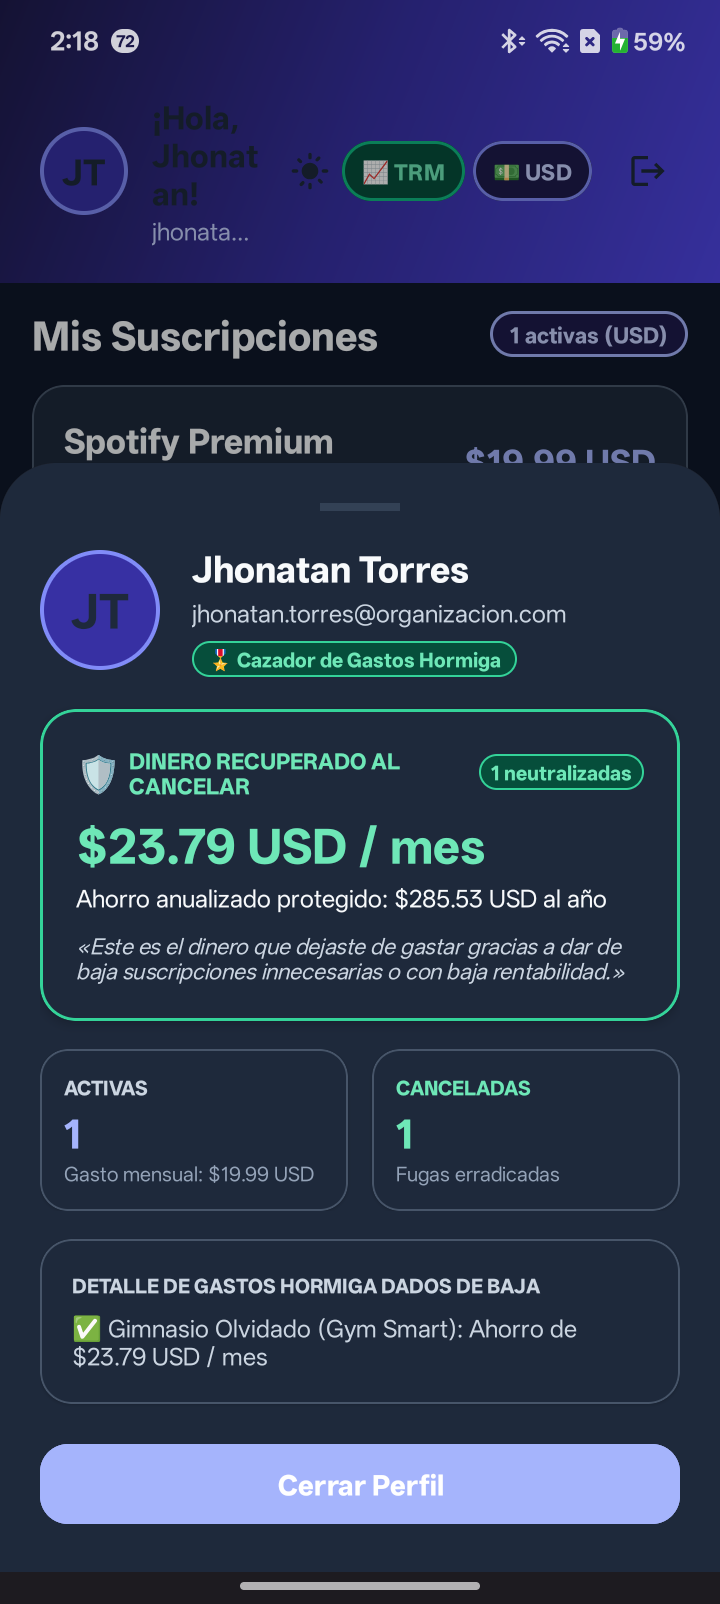 2:18 72 59%
¡Hola,
Jhonat
an!
jhonata...
JT
📈 TRM
💵 USD
Mis Suscripciones
1 activas (USD)
Spotify Premium
$19.99 USD
JT
Jhonatan Torres
jhonatan.torres@organizacion.com
🎖️ Cazador de Gastos Hormiga
🛡️ DINERO RECUPERADO AL
CANCELAR
1 neutralizadas
$23.79 USD / mes
Ahorro anualizado protegido: $285.53 USD al año
«Este es el dinero que dejaste de gastar gracias a dar de
baja suscripciones innecesarias o con baja rentabilidad.»
ACTIVAS
1
Gasto mensual: $19.99 USD
CANCELADAS
1
Fugas erradicadas
DETALLE DE GASTOS HORMIGA DADOS DE BAJA
✅ Gimnasio Olvidado (Gym Smart): Ahorro de
$23.79 USD / mes
Cerrar Perfil